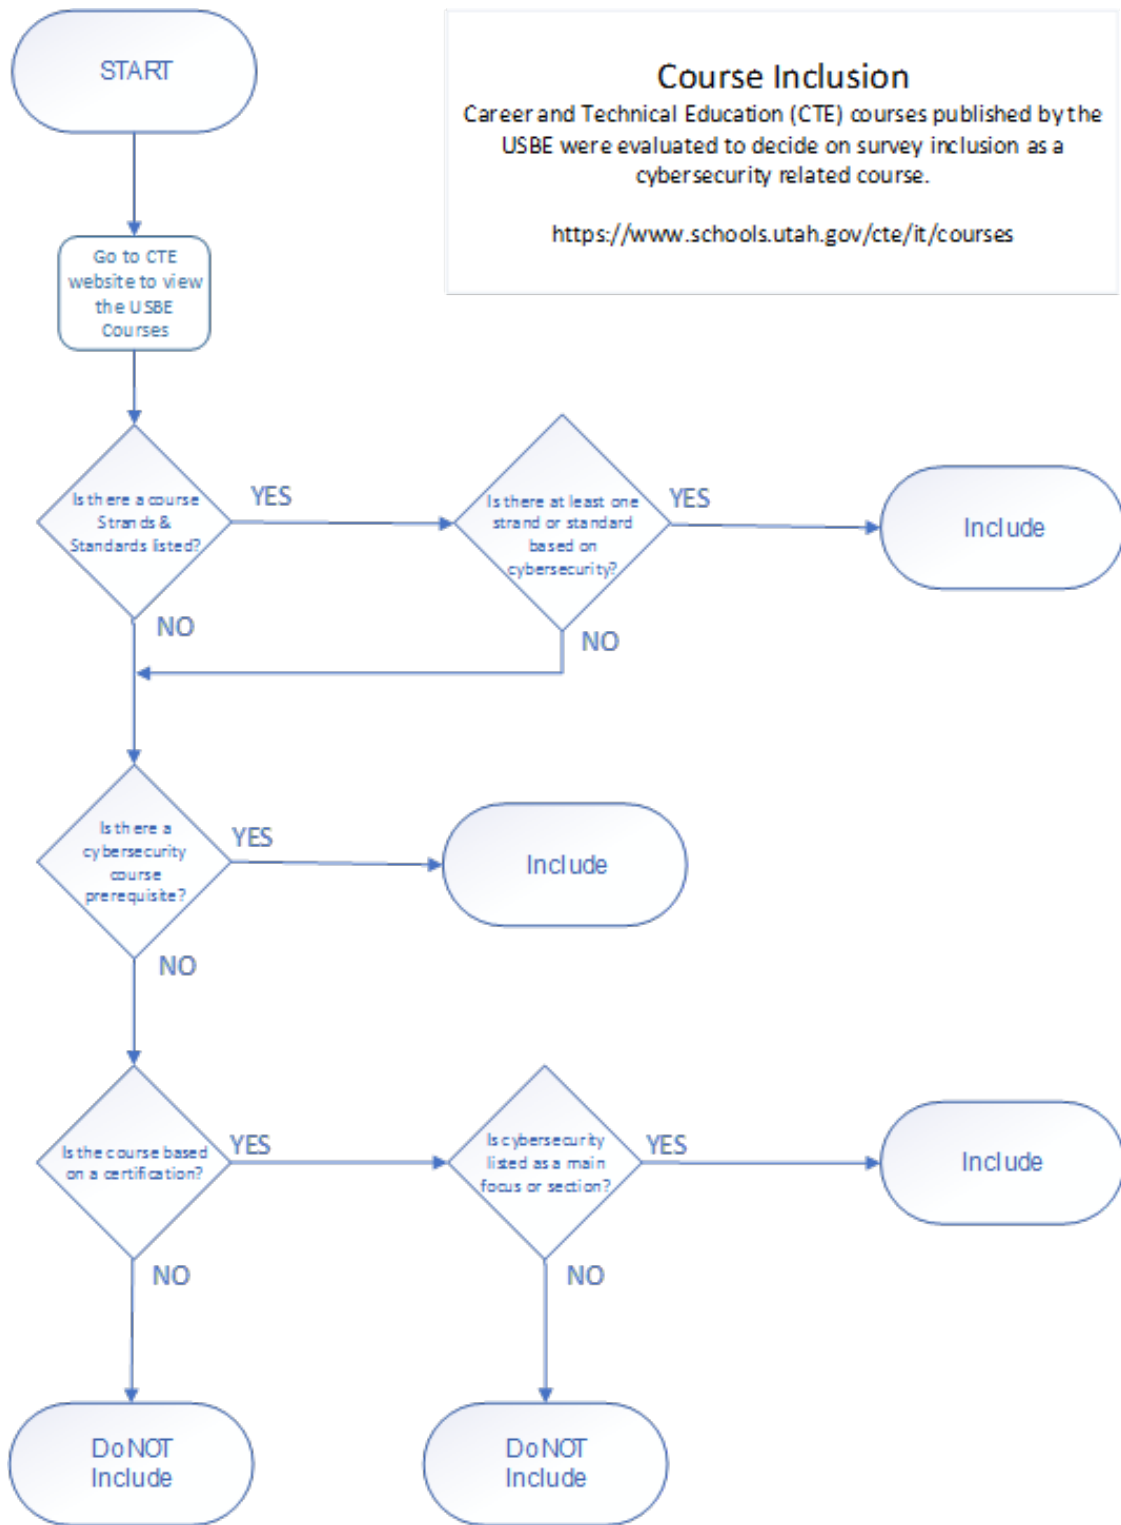 START
Course Inclusion
Career and Technical Education (CTE) courses published by the
USBE were evaluated to decide on survey inclusion as a
cybersecurity related course.
https://www.schools.utah.gov/cte/it/courses
Go to CTE
website to view
the USBE
Courses
Is there a course
Strands &
Standards listed?
YES
Is there at least one
strand or standard
based on
cybersecurity?
YES
Include
NO
NO
Is there a
cybersecurity
course
prerequisite?
YES
Include
NO
Is the course based
on a certification?
YES
Is cybersecurity
listed as a main
focus or section?
YES
Include
NO
NO
Do NOT
Include
Do NOT
Include